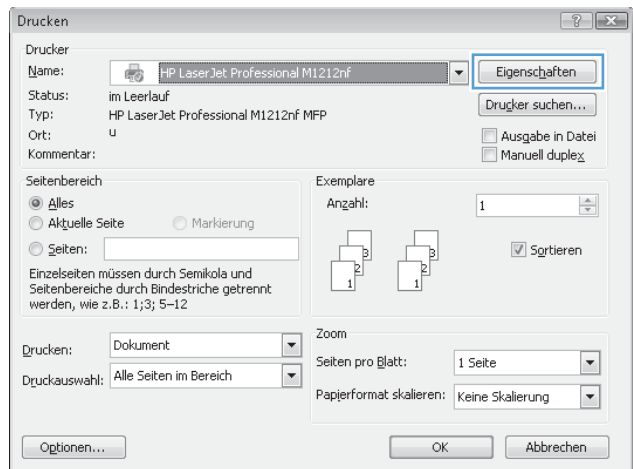 Drucken
Drucker
Name: HP LaserJet Professional M1212nf Eigenschaften
Status: im Leerlauf
Typ: HP LaserJet Professional M1212nf MFP
Ort: u
Kommentar:
Drucker suchen...
Ausgabe in Datei
Manuell duplex
Seitenbereich
Alles
Aktuelle Seite Markierung
Seiten:
Einzelseiten müssen durch Semikola und
Seitenbereiche durch Bindestriche getrennt
werden, wie z.B.: 1;3; 5–12
Exemplare
Anzahl: 1
3 3
2 2
1 1
Sortieren
Drucken: Dokument
Druckauswahl: Alle Seiten im Bereich
Zoom
Seiten pro Blatt: 1 Seite
Papierformat skalieren: Keine Skalierung
Optionen... OK Abbrechen